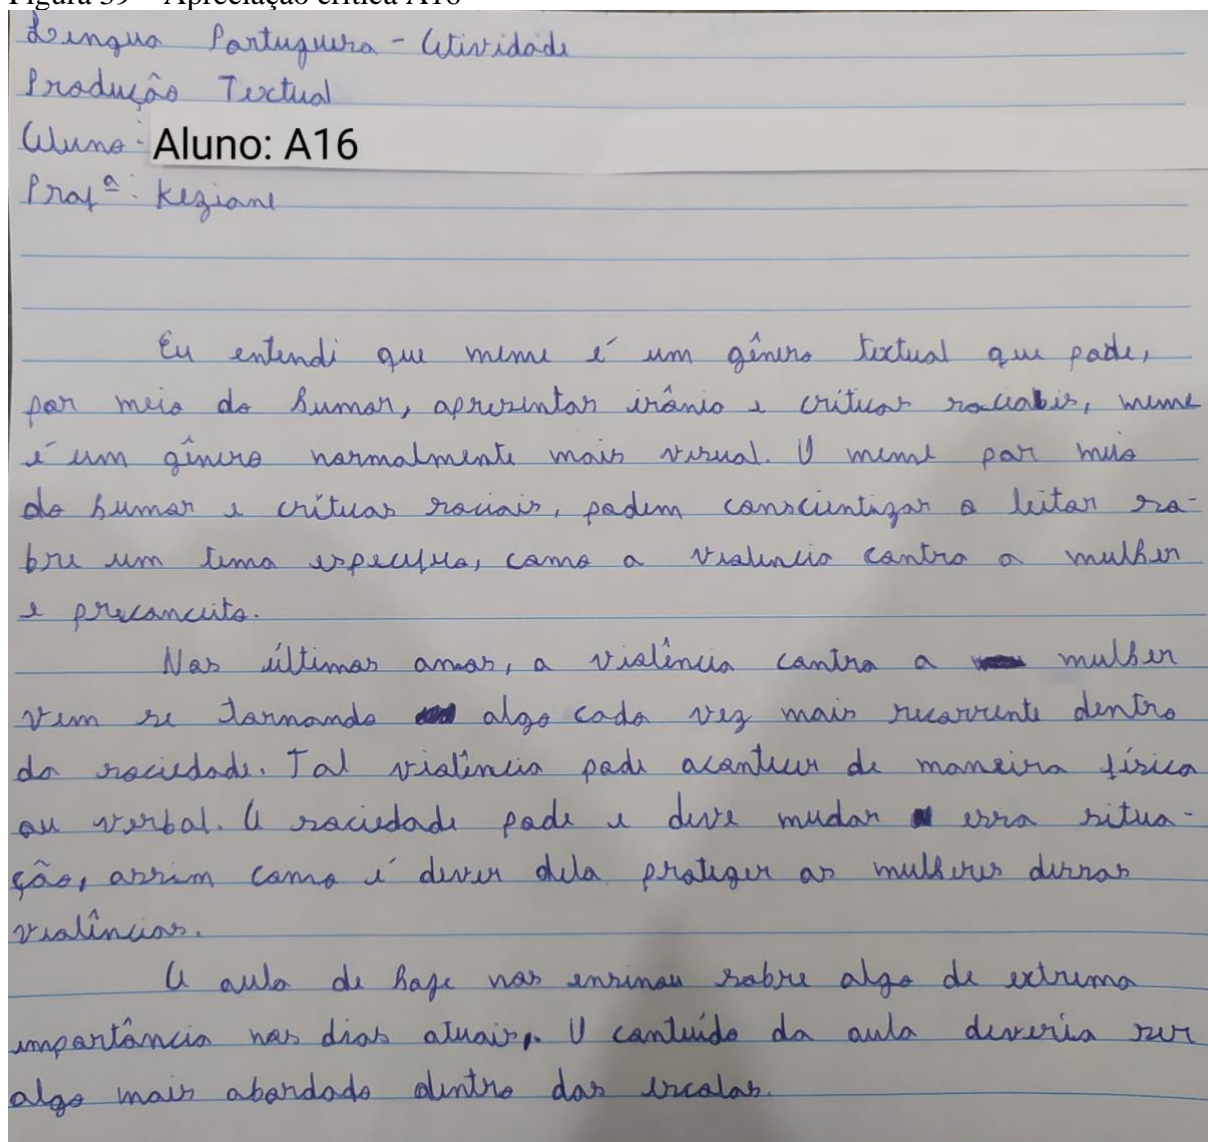 Figura 39 – Apreciação crítica A16
Língua Portuguesa - Atividade
Produção Textual
Aluno: Aluno: A16
Profª: Keziane
Eu entendi que meme é um gênero textual que pode,
por meio do humor, apresentar irônia e criticas sociais, meme
é um gênero normalmente mais visual. O meme por meio
do humor e críticas sociais, podem conscientizar o leitor so-
bre um tema especifico, como a violencia contra a mulher
e preconceito.
Nos últimos anos, a violência contra a mulher
vem se tornando algo cada vez mais recorrente dentro
da sociedade. Tal violência pode acontecer de maneira física
ou verbal. A sociedade pode e deve mudar essa situa-
ção, assim como é dever dela proteger as mulheres dessas
violências.
A aula de hoje nos ensinou sobre algo de extrema
importância nos dias atuais. O conteúdo da aula deveria ser
algo mais abordado dentro das escolas.